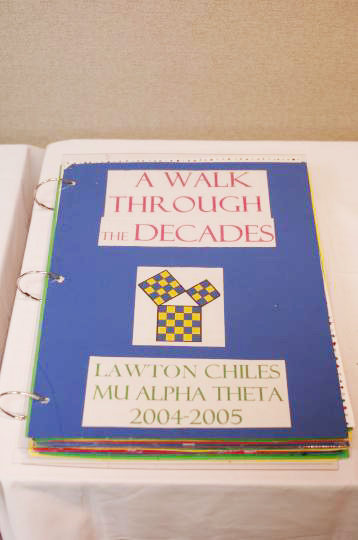 A WALK
THROUGH
THE DECADES
LAWTON CHILES
MU ALPHA THETA
2004-2005